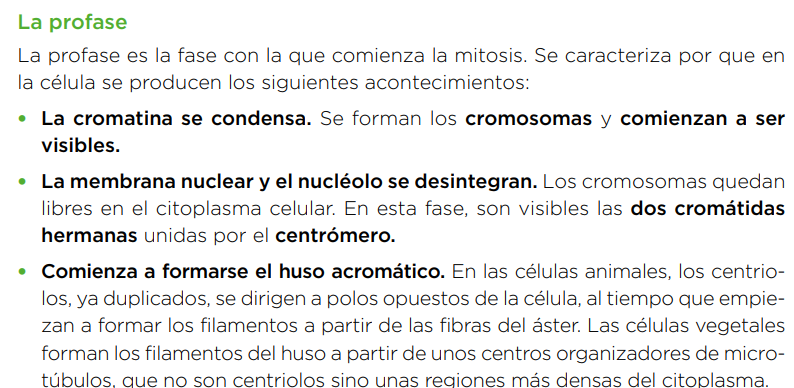 La profase
La profase es la fase con la que comienza la mitosis. Se caracteriza por que en
la célula se producen los siguientes acontecimientos:
• La cromatina se condensa. Se forman los cromosomas y comienzan a ser
visibles.
• La membrana nuclear y el nucléolo se desintegran. Los cromosomas quedan
libres en el citoplasma celular. En esta fase, son visibles las dos cromátidas
hermanas unidas por el centrómero.
• Comienza a formarse el huso acromático. En las células animales, los centrio-
los, ya duplicados, se dirigen a polos opuestos de la célula, al tiempo que empie-
zan a formar los filamentos a partir de las fibras del áster. Las células vegetales
forman los filamentos del huso a partir de unos centros organizadores de micro-
túbulos, que no son centriolos sino unas regiones más densas del citoplasma.